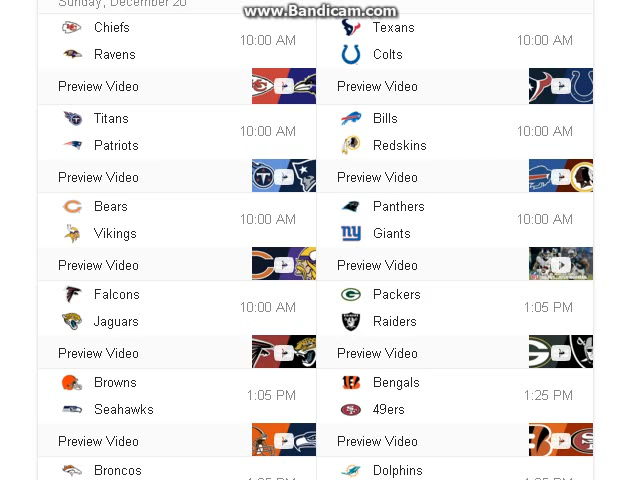 Sunday, December 20
www.Bandicam.com
Chiefs
Ravens
10:00 AM
Texans
Colts
10:00 AM
Preview Video
Preview Video
Titans
Patriots
10:00 AM
Bills
Redskins
10:00 AM
Preview Video
Preview Video
Bears
Vikings
10:00 AM
Panthers
Giants
10:00 AM
Preview Video
Preview Video
Falcons
Jaguars
10:00 AM
Packers
Raiders
1:05 PM
Preview Video
Preview Video
Browns
Seahawks
1:05 PM
Bengals
49ers
1:25 PM
Preview Video
Preview Video
Broncos
Dolphins